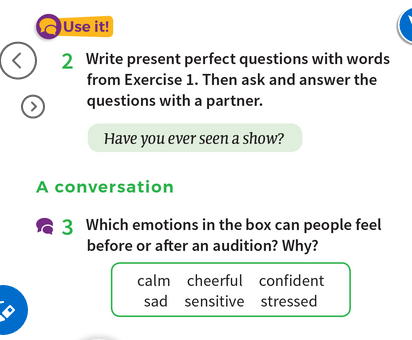 Use it!
2 Write present perfect questions with words
from Exercise 1. Then ask and answer the
questions with a partner.
Have you ever seen a show?
A conversation
3 Which emotions in the box can people feel
before or after an audition? Why?
calm cheerful confident
sad sensitive stressed